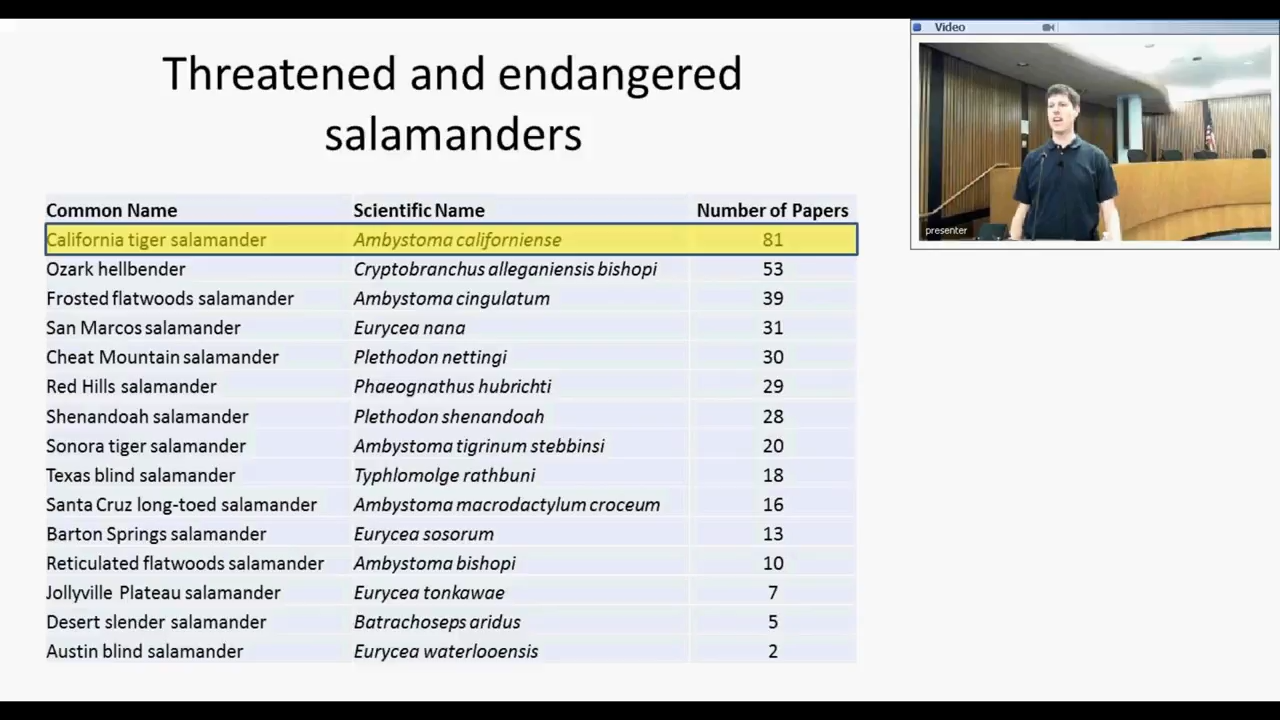 Threatened and endangered
salamanders
Video
presenter
Common Name Scientific Name Number of Papers
California tiger salamander Ambystoma californiense 81
Ozark hellbender Cryptobranchus alleganiensis bishopi 53
Frosted flatwoods salamander Ambystoma cingulatum 39
San Marcos salamander Eurycea nana 31
Cheat Mountain salamander Plethodon nettingi 30
Red Hills salamander Phaeognathus hubrichti 29
Shenandoah salamander Plethodon shenandoah 28
Sonora tiger salamander Ambystoma tigrinum stebbinsi 20
Texas blind salamander Typhlomolge rathbuni 18
Santa Cruz long-toed salamander Ambystoma macrodactylum croceum 16
Barton Springs salamander Eurycea sosorum 13
Reticulated flatwoods salamander Ambystoma bishopi 10
Jollyville Plateau salamander Eurycea tonkawae 7
Desert slender salamander Batrachoseps aridus 5
Austin blind salamander Eurycea waterlooensis 2